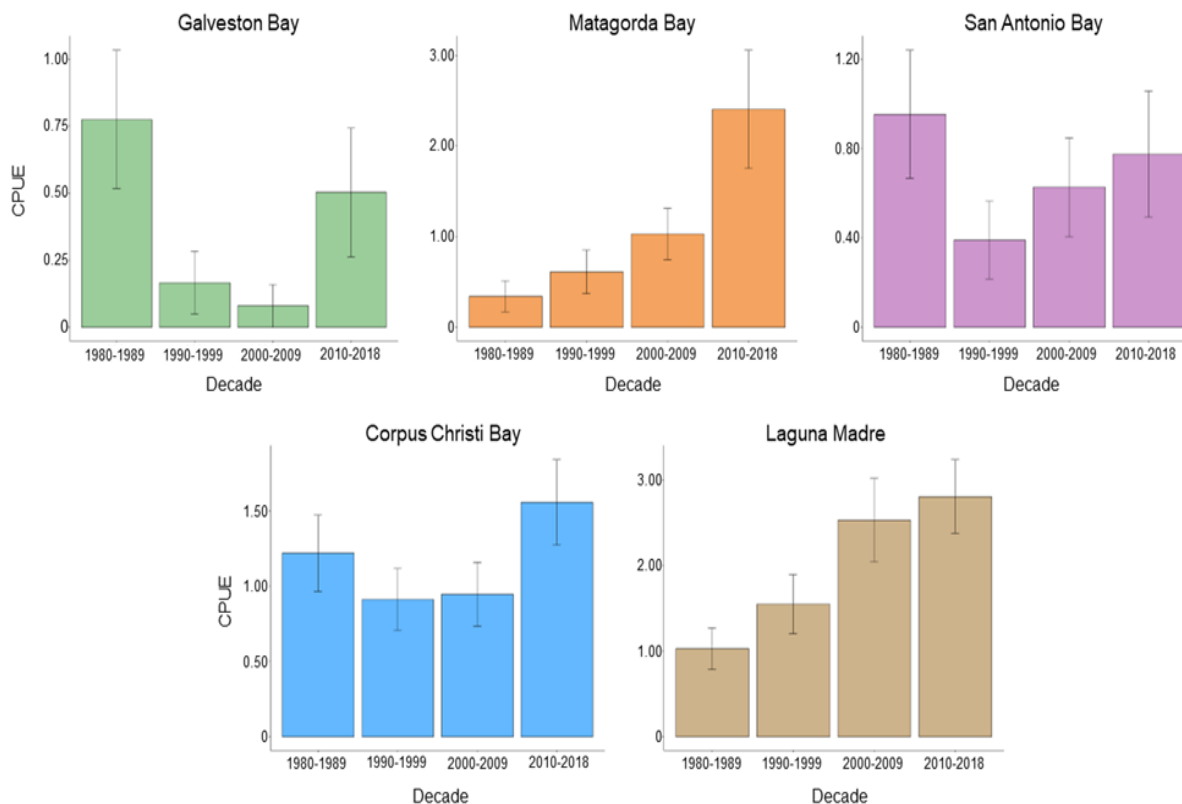 Galveston Bay
1.00
0.75
0.50
0.25
0
CPUE
1980-1989 1990-1999 2000-2009 2010-2018
Decade
Matagorda Bay
3.00
2.00
1.00
0
1980-1989 1990-1999 2000-2009 2010-2018
Decade
San Antonio Bay
1.20
0.80
0.40
0
1980-1989 1990-1999 2000-2009 2010-2018
Decade
Corpus Christi Bay
1.50
1.00
0.50
0
CPUE
1980-1989 1990-1999 2000-2009 2010-2018
Decade
Laguna Madre
3.00
2.00
1.00
0
1980-1989 1990-1999 2000-2009 2010-2018
Decade